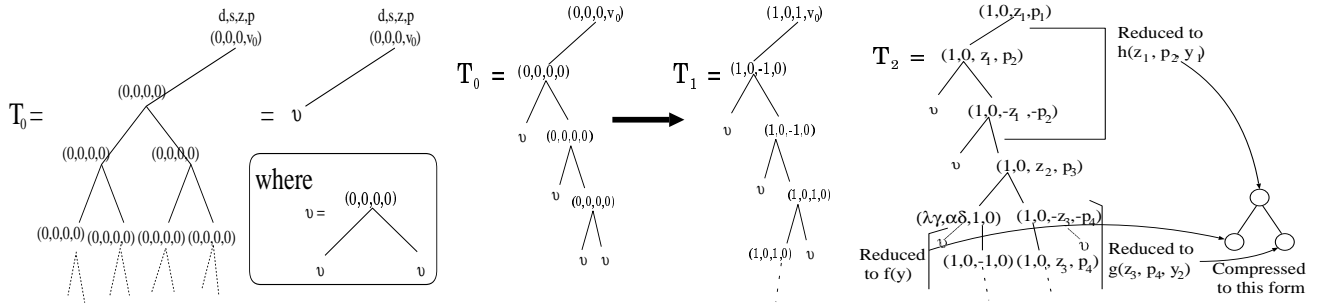 d,s,z,p
(0,0,0,v₀)
(0,0,0,0)
T₀=
(0,0,0,0)
(0,0,0,0)
(0,0,0,0)
(0,0,0,0)
(0,0,0,0)
(0,0,0,0)
d,s,z,p
(0,0,0,v₀)
= υ
where
(0,0,0,0)
υ=
υ
υ
(0,0,0,v₀)
T₀ =
(0,0,0,0)
υ
(0,0,0,0)
υ
(0,0,0,0)
υ
υ
(1,0,1,v₀)
T₁ =
(1,0,-1,0)
υ
(1,0,-1,0)
υ
(1,0,1,0)
(1,0,1,0)
υ
(1,0,z₁,p₁)
T₂ =
(1,0, z₁, p₂)
υ
(1,0,-z₁ ,-p₂)
υ
(1,0, z₂, p₃)
(λγ,αδ,1,0)
(1,0,-z₃,-p₄)
υ
υ
(1,0,-1,0)
(1,0, z₃, p₄)
Reduced to
h(z₁, p₂, y₁)
Reduced
to f(y)
Reduced to
g(z₃, p₄, y₂)
Compressed
to this form